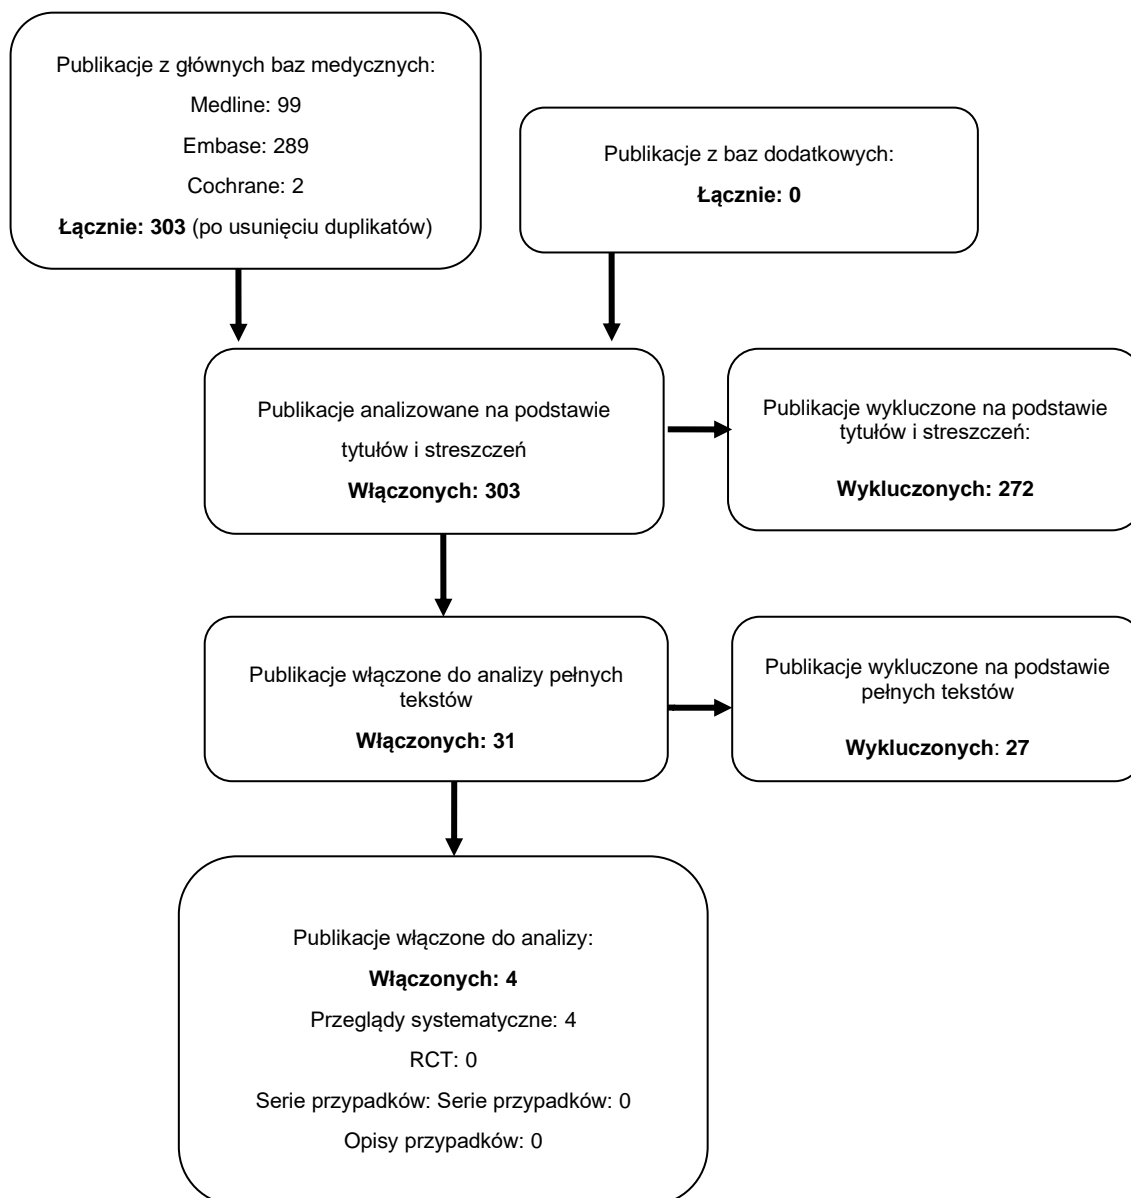 Publikacje z głównych baz medycznych:
Medline: 99
Embase: 289
Cochrane: 2
Łącznie: 303 (po usunięciu duplikatów)
Publikacje z baz dodatkowych:
Łącznie: 0
Publikacje analizowane na podstawie
tytułów i streszczeń
Włączonych: 303
Publikacje wykluczone na podstawie
tytułów i streszczeń:
Wykluczonych: 272
Publikacje włączone do analizy pełnych
tekstów
Włączonych: 31
Publikacje wykluczone na podstawie
pełnych tekstów
Wykluczonych: 27
Publikacje włączone do analizy:
Włączonych: 4
Przeglądy systematyczne: 4
RCT: 0
Serie przypadków: Serie przypadków: 0
Opisy przypadków: 0